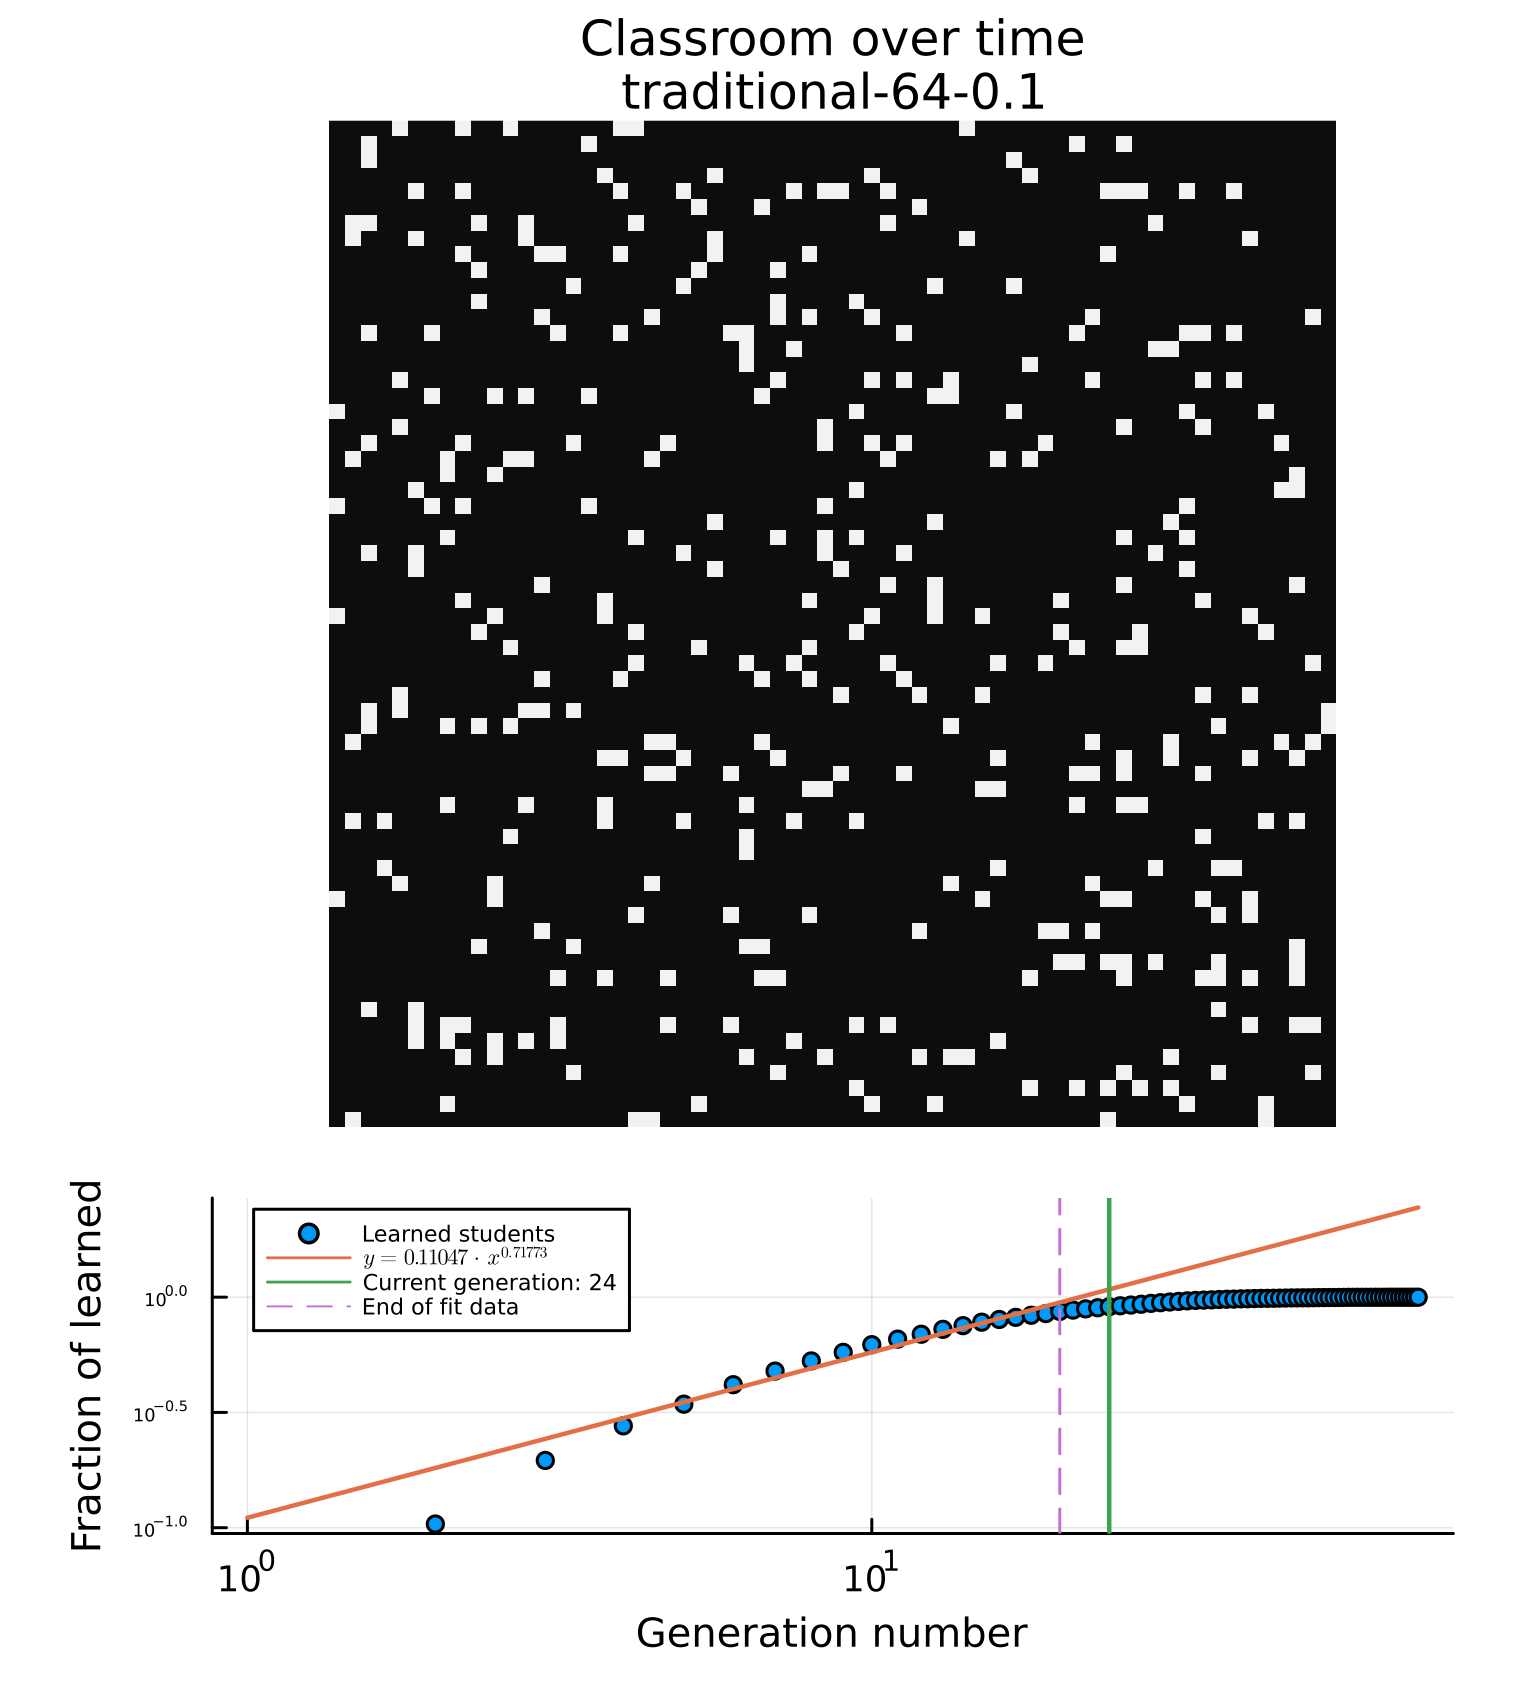 Classroom over time
traditional-64-0.1
Fraction of learned
Learned students
y = 0.11047 · x^0.71773
Current generation: 24
End of fit data
10^0.0
10^−0.5
10^−1.0
10^0
10^1
Generation number